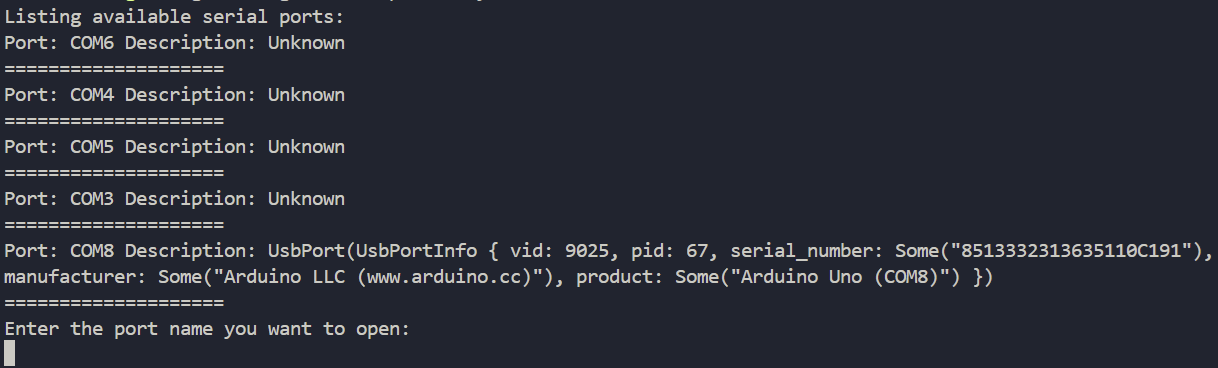 Listing available serial ports:
Port: COM6 Description: Unknown
====================
Port: COM4 Description: Unknown
====================
Port: COM5 Description: Unknown
====================
Port: COM3 Description: Unknown
====================
Port: COM8 Description: UsbPort(UsbPortInfo { vid: 9025, pid: 67, serial_number: Some("8513332313635110C191"),
manufacturer: Some("Arduino LLC (www.arduino.cc)"), product: Some("Arduino Uno (COM8)") })
====================
Enter the port name you want to open: